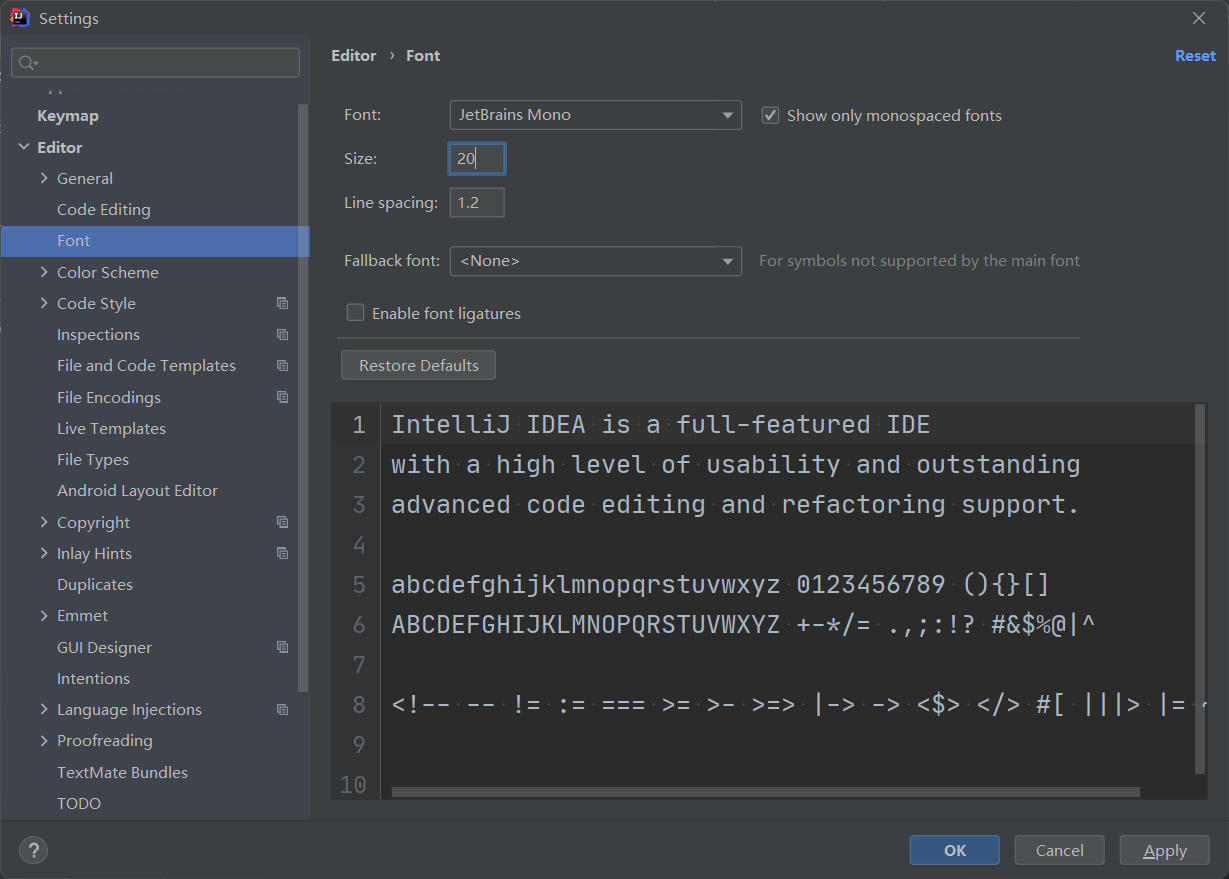 Settings
Editor › Font
Reset
Keymap
Editor
General
Code Editing
Font
Color Scheme
Code Style
Inspections
File and Code Templates
File Encodings
Live Templates
File Types
Android Layout Editor
Copyright
Inlay Hints
Duplicates
Emmet
GUI Designer
Intentions
Language Injections
Proofreading
TextMate Bundles
TODO
Font: JetBrains Mono Show only monospaced fonts
Size: 20
Line spacing: 1.2
Fallback font: <None> For symbols not supported by the main font
Enable font ligatures
Restore Defaults
1 IntelliJ IDEA is a full-featured IDE
2 with a high level of usability and outstanding
3 advanced code editing and refactoring support.
4
5 abcdefghijklmnopqrstuvwxyz 0123456789 (){}[]
6 ABCDEFGHIJKLMNOPQRSTUVWXYZ +-*/= .,;:!? #&$%@|^
7
8 <!-- -- != := === >= >- >=> |-> -> <$> </> #[ |||> |=
9
10
? OK Cancel Apply